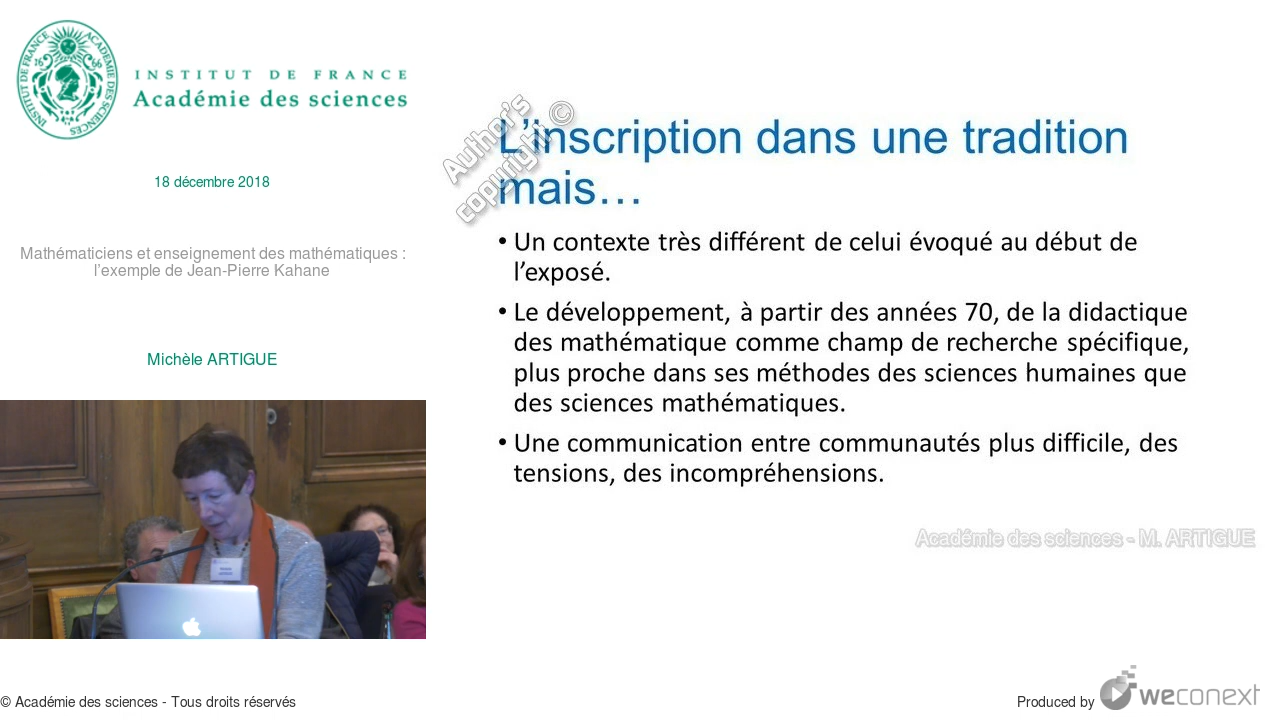 INSTITUT DE FRANCE
Académie des sciences
18 décembre 2018
Mathématiciens et enseignement des mathématiques :
l'exemple de Jean-Pierre Kahane
Michèle ARTIGUE
Author's
copyright ©
L'inscription dans une tradition
mais…
• Un contexte très différent de celui évoqué au début de
l'exposé.
• Le développement, à partir des années 70, de la didactique
des mathématique comme champ de recherche spécifique,
plus proche dans ses méthodes des sciences humaines que
des sciences mathématiques.
• Une communication entre communautés plus difficile, des
tensions, des incompréhensions.
Académie des sciences - M. ARTIGUE
© Académie des sciences - Tous droits réservés
Produced by weconext